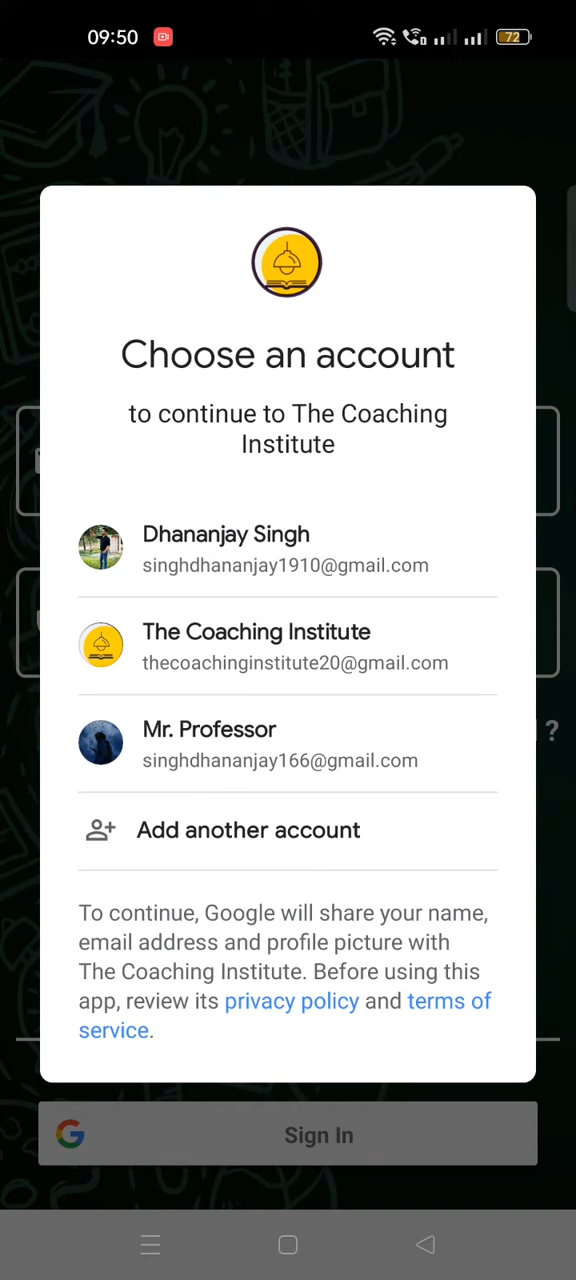 09:50
72
Choose an account
to continue to The Coaching
Institute
Dhananjay Singh
singhdhananjay1910@gmail.com
The Coaching Institute
thecoachinginstitute20@gmail.com
Mr. Professor
singhdhananjay166@gmail.com
?
Add another account
To continue, Google will share your name,
email address and profile picture with
The Coaching Institute. Before using this
app, review its privacy policy and terms of
service.
Sign In